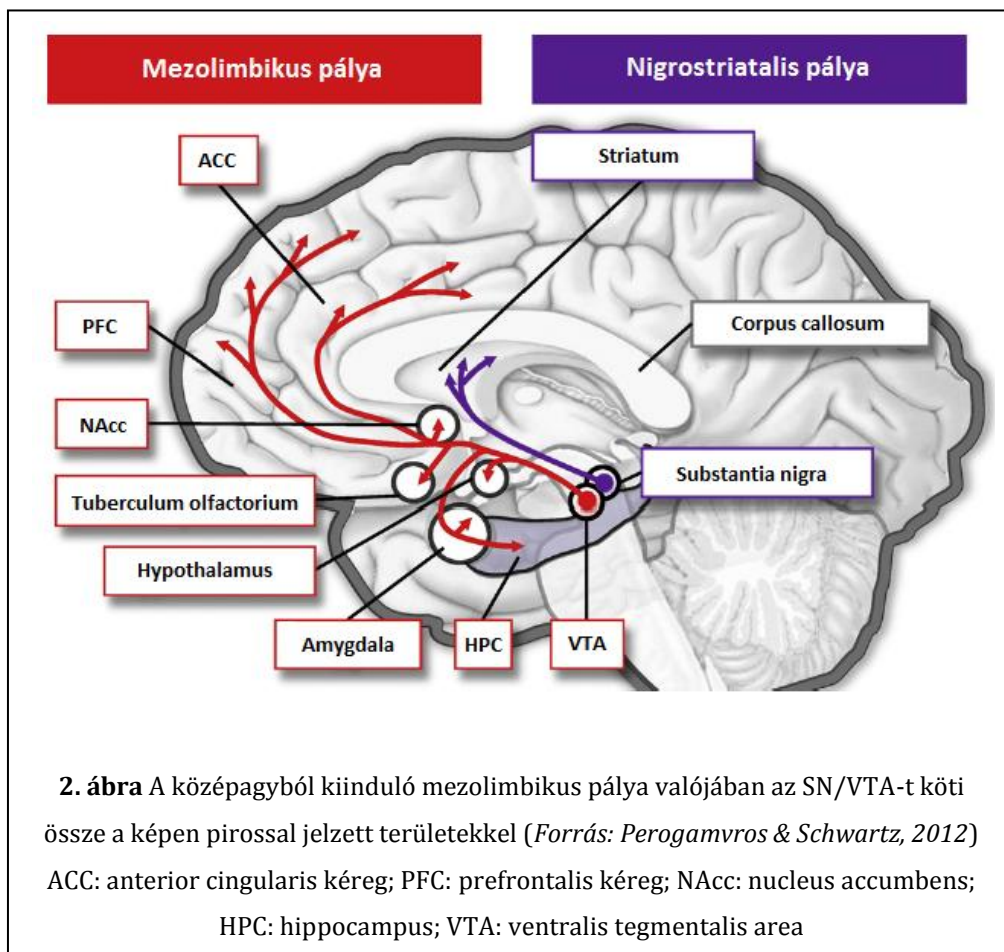 Mezolimbikus pálya
Nigrostriatalis pálya
ACC
Striatum
PFC
Corpus callosum
NAcc
Substantia nigra
Tuberculum olfactorium
Hypothalamus
Amygdala
HPC
VTA
2. ábra A középagyból kiinduló mezolimbikus pálya valójában az SN/VTA-t köti
össze a képen pirossal jelzett területekkel (Forrás: Perogamvros & Schwartz, 2012)
ACC: anterior cingularis kéreg; PFC: prefrontalis kéreg; NAcc: nucleus accumbens;
HPC: hippocampus; VTA: ventralis tegmentalis area